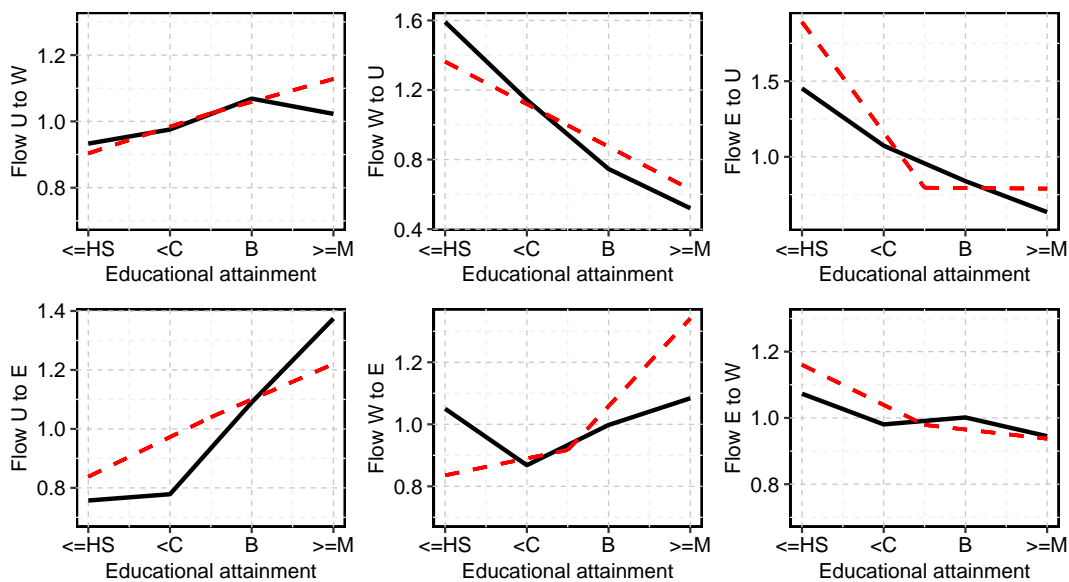 Flow U to W
1.2
1.0
0.8
<=HS <C B >=M
Educational attainment
Flow W to U
1.6
1.2
0.8
0.4
<=HS <C B >=M
Educational attainment
Flow E to U
1.5
1.0
<=HS <C B >=M
Educational attainment
Flow U to E
1.4
1.2
1.0
0.8
<=HS <C B >=M
Educational attainment
Flow W to E
1.2
1.0
0.8
<=HS <C B >=M
Educational attainment
Flow E to W
1.2
1.0
0.8
<=HS <C B >=M
Educational attainment